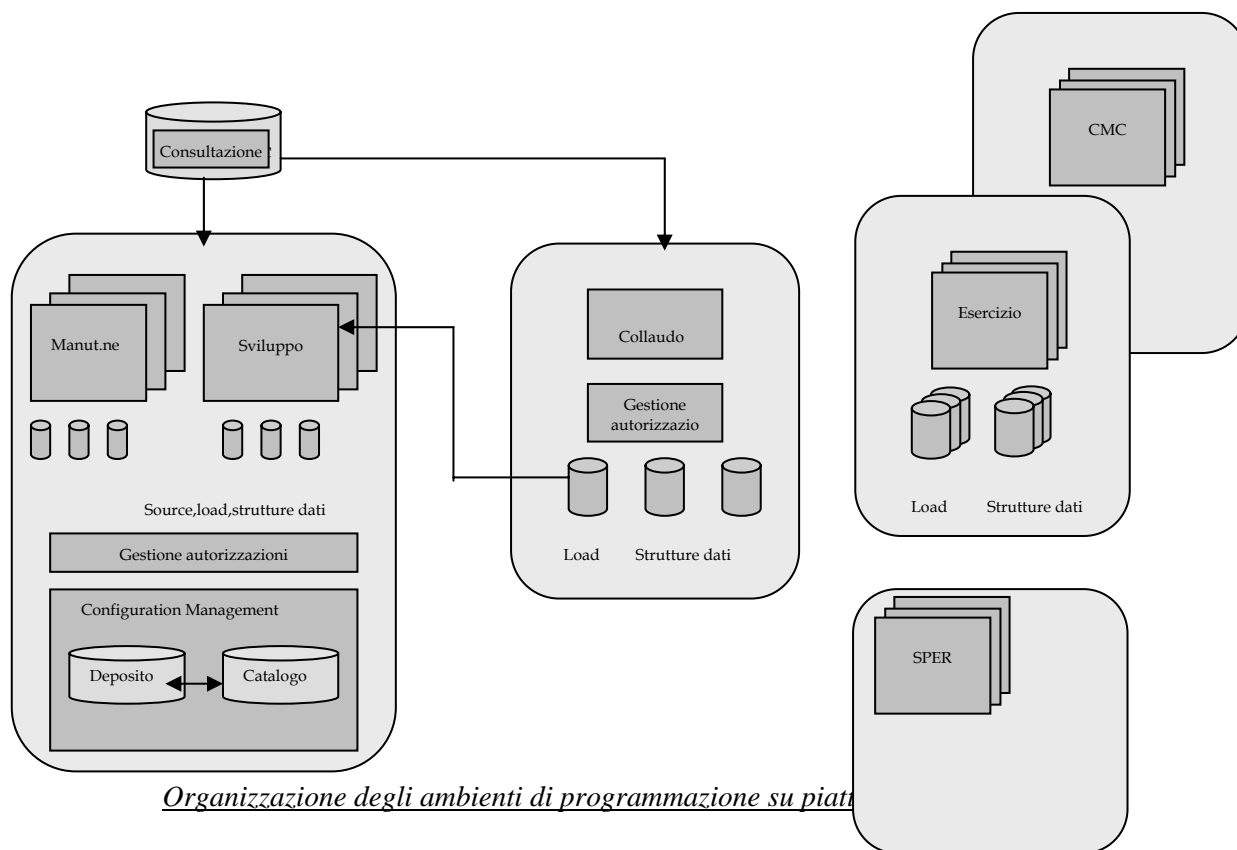 CMC
Consultazione
Esercizio
Manut.ne
Sviluppo
Collaudo
Gestione
autorizzazio
Source,load,strutture dati
Load
Strutture dati
Load
Strutture dati
Gestione autorizzazioni
Configuration Management
Deposito
Catalogo
SPER
Organizzazione degli ambienti di programmazione su